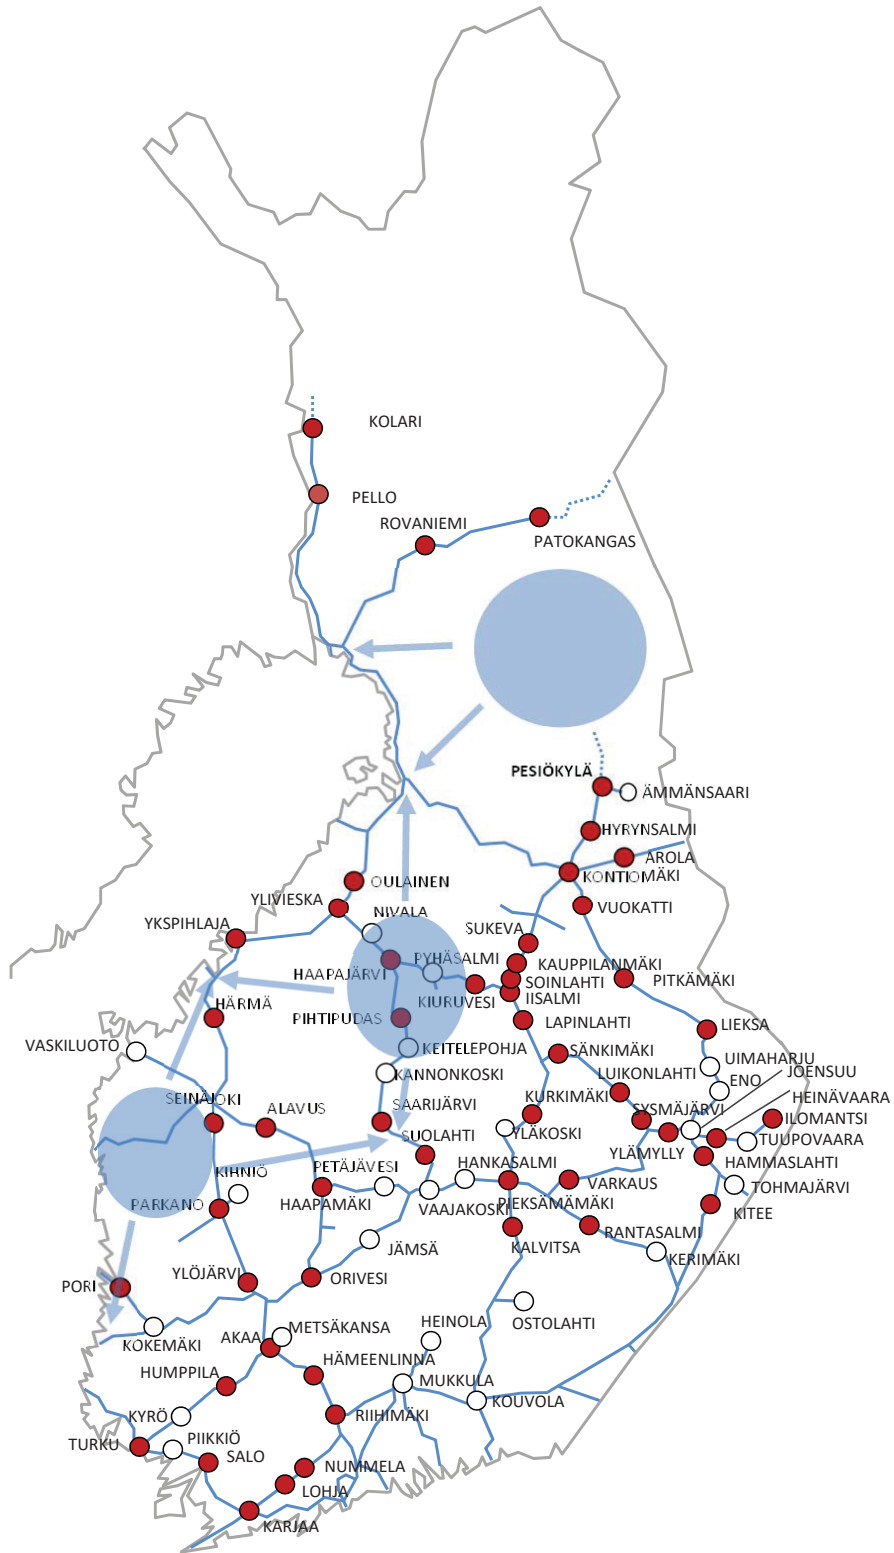 KOLARI
PELLO
ROVANIEMI
PATOKANGAS
PESIÖKYLÄ
ÄMMÄNSAARI
HYRYNSALMI
AROLA
KONTIOMÄKI
OULAINEN
YLIVIESKA
VUOKATTI
NIVALA
YKSPIHLAJA
SUKEVA
PYHÄSALMI
KAUPPILANMÄKI
HAAPAJÄRVI
SOINLAHTI
PITKÄMÄKI
KIURUVESI
IISALMI
HÄRMÄ
PIHTIPUDAS
LAPINLAHTI
LIEKSA
VASKILUOTO
KEITELEPOHJA
SÄNKIMÄKI
UIMAHARJU
JOENSUU
KANNONKOSKI
LUIKONLAHTI
ENO
HEINÄVAARA
SEINÄJOKI
ALAVUS
SAARIJÄRVI
KURKIMÄKI
SYSMÄJÄRVI
ILOMANTSI
SUOLAHTI
YLÄKOSKI
YLÄMYLLY
TUUPOVAARA
KIHNIÖ
PETÄJÄVESI
HANKASALMI
HAMMASLAHTI
PARKANO
HAAPAMÄKI
VAAJAKOSKI
PIEKSÄMÄMÄKI
VARKAUS
TOHMAJÄRVI
KITEE
JÄMSÄ
KALVITSA
RANTASALMI
KERIMÄKI
PORI
YLÖJÄRVI
ORIVESI
KOKEMÄKI
AKAA
METSÄKANSA
HEINOLA
OSTOLAHTI
HUMPPILA
HÄMEENLINNA
MUKKULA
KOUVOLA
KYRÖ
RIIHIMÄKI
TURKU
PIIKKIÖ
SALO
NUMMELA
LOHJA
KARJAA